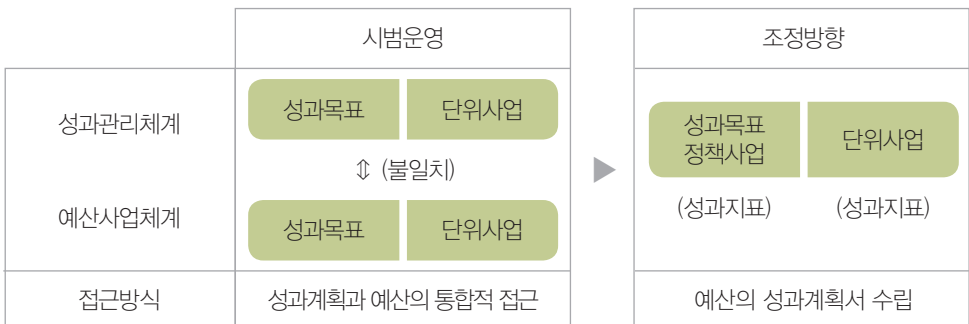 시범운영
조정방향
성과관리체계
성과목표
단위사업
⇕ (불일치)
예산사업체계
성과목표
단위사업
▶
성과목표
정책사업
단위사업
(성과지표)
(성과지표)
접근방식
성과계획과 예산의 통합적 접근
예산의 성과계획서 수립